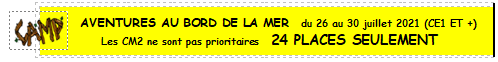 CAMP AVENTURES AU BORD DE LA MER du 26 au 30 juillet 2021 (CE1 ET +)
Les CM2 ne sont pas prioritaires 24 PLACES SEULEMENT